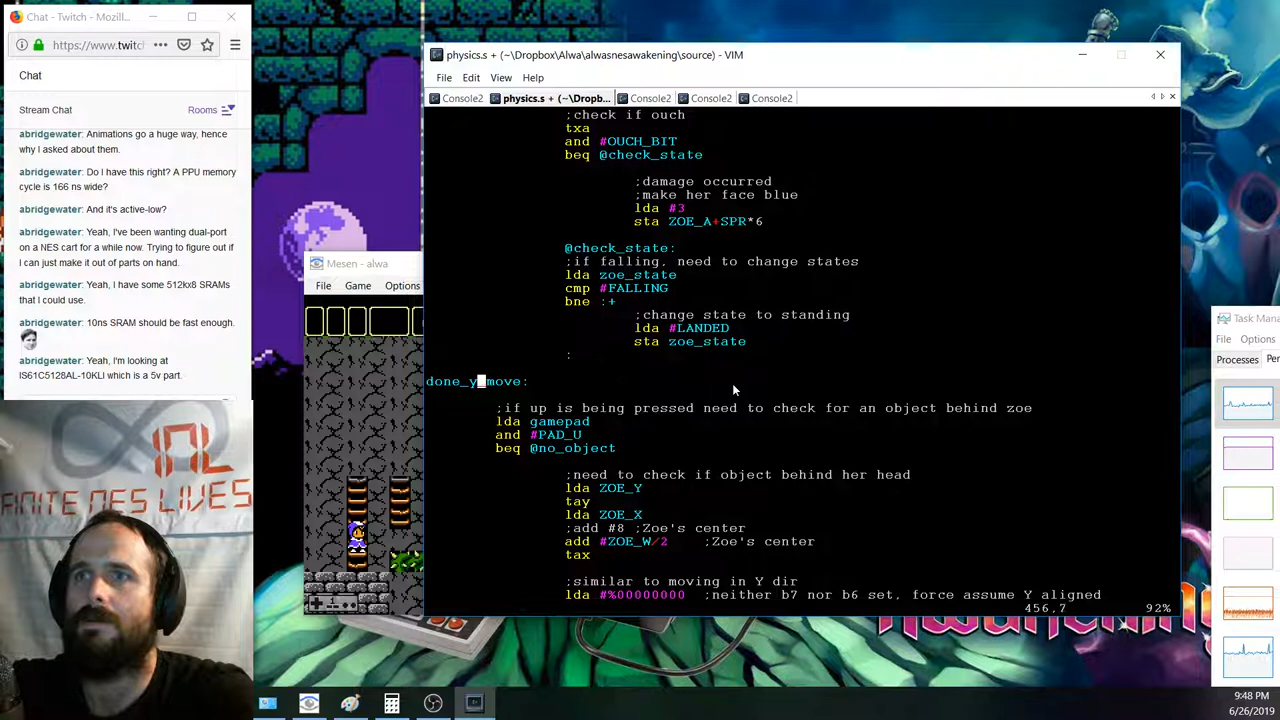 Chat - Twitch - Mozill...
https://www.twitc
Chat
Stream Chat
Rooms
abridgewater: Animations go a huge way, hence
why I asked about them.
abridgewater: Do I have this right? A PPU memory
cycle is 166 ns wide?
abridgewater: And it's active-low?
abridgewater: Yeah, I've been wanting dual-port
on a NES cart for a while now. Trying to figure out if
I can just make it out of parts on hand.
abridgewater: Yeah, I have some 512kx8 SRAMs
that I could use.
abridgewater: 10ns SRAM should be fast enough.
abridgewater: Yeah, I'm looking at
IS61C5128AL-10KLI which is a 5v part.
NL
NITE DES LIVES
Mesen - alwa
File Game Options
physics.s + (~\Dropbox\Alwa\alwasnesawakening\source) - VIM
File Edit View Help
Console2 physics.s + (~\Dropb... Console2 Console2 Console2
;check if ouch
txa
and #OUCH_BIT
beq @check_state
;damage occurred
;make her face blue
lda #3
sta ZOE_A+SPR*6
@check_state:
;if falling, need to change states
lda zoe_state
cmp #FALLING
bne :+
;change state to standing
lda #LANDED
sta zoe_state
:
done_y_move:
;if up is being pressed need to check for an object behind zoe
lda gamepad
and #PAD_U
beq @no_object
;need to check if object behind her head
lda ZOE_Y
tay
lda ZOE_X
;add #8 ;Zoe's center
add #ZOE_W/2 ;Zoe's center
tax
;similar to moving in Y dir
lda #%00000000 ;neither b7 nor b6 set, force assume Y aligned
456,7 92%
Task Mana
File Options
Processes Per
9:48 PM
6/26/2019